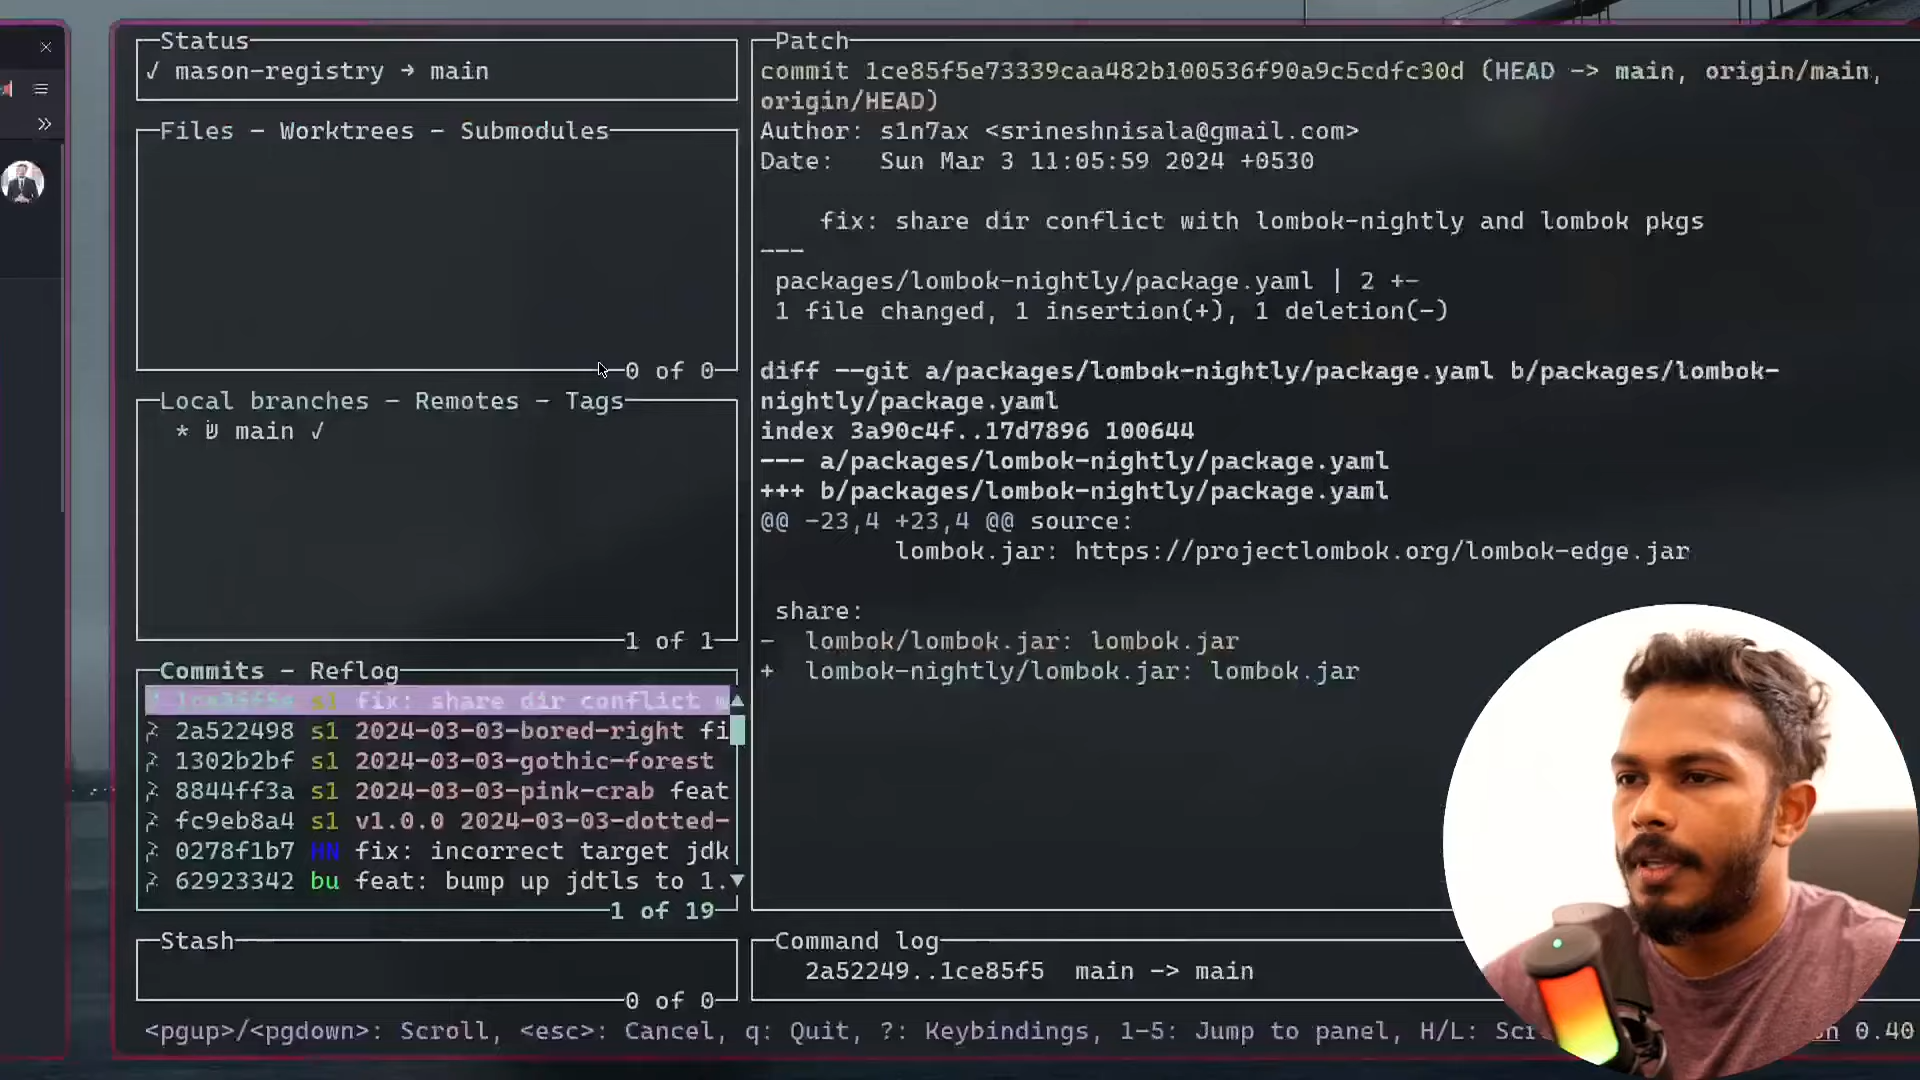 Status
✓ mason-registry → main
Files - Worktrees - Submodules
0 of 0
Local branches - Remotes - Tags
* main ✓
1 of 1
Commits - Reflog
1ce85f5e s1 fix: share dir conflict w
2a522498 s1 2024-03-03-bored-right fi
1302b2bf s1 2024-03-03-gothic-forest
8844ff3a s1 2024-03-03-pink-crab feat
fc9eb8a4 s1 v1.0.0 2024-03-03-dotted-
0278f1b7 HN fix: incorrect target jdk
62923342 bu feat: bump up jdtls to 1.
1 of 19
Stash
0 of 0
Patch
commit 1ce85f5e73339caa482b100536f90a9c5cdfc30d (HEAD -> main, origin/main,
origin/HEAD)
Author: s1n7ax <srineshnisala@gmail.com>
Date:   Sun Mar 3 11:05:59 2024 +0530
fix: share dir conflict with lombok-nightly and lombok pkgs
---
packages/lombok-nightly/package.yaml | 2 +-
1 file changed, 1 insertion(+), 1 deletion(-)
diff --git a/packages/lombok-nightly/package.yaml b/packages/lombok-
nightly/package.yaml
index 3a90c4f..17d7896 100644
--- a/packages/lombok-nightly/package.yaml
+++ b/packages/lombok-nightly/package.yaml
@@ -23,4 +23,4 @@ source:
lombok.jar: https://projectlombok.org/lombok-edge.jar
share:
-  lombok/lombok.jar: lombok.jar
+  lombok-nightly/lombok.jar: lombok.jar
Command log
2a52249..1ce85f5  main -> main
<pgup>/<pgdown>: Scroll, <esc>: Cancel, q: Quit, ?: Keybindings, 1-5: Jump to panel, H/L: Scr
0.40